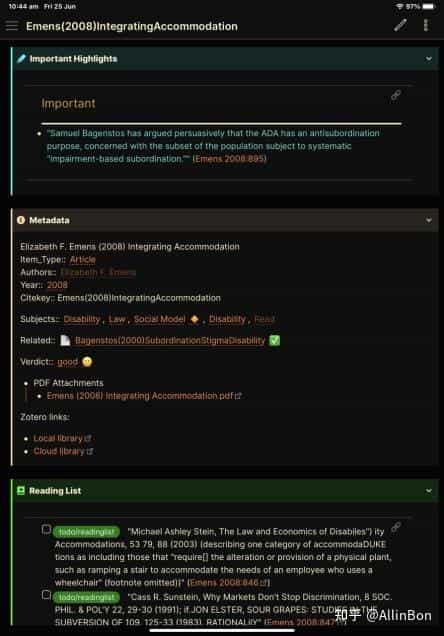 10:44 am Fri 25 Jun
97%
Emens(2008)IntegratingAccommodation
Important Highlights
Important
"Samuel Bagenstos has argued persuasively that the ADA has an antisubordination
purpose, concerned with the subset of the population subject to systematic
"impairment-based subordination."" (Emens 2008:895)
Metadata
Elizabeth F. Emens (2008) Integrating Accommodation
Item_Type:: Article
Authors:: Elizabeth F. Emens
Year:: 2008
Citekey:: Emens(2008)IntegratingAccommodation
Subjects:: Disability , Law , Social Model , Disability , Read
Related:: Bagenstos(2000)SubordinationStigmaDisability
Verdict:: good
PDF Attachments
Emens (2008) Integrating Accommodation.pdf
Zotero links:
Local library
Cloud library
Reading List
todo/readinglist "Michael Ashley Stein, The Law and Economics of Disabiles") ity
Accommodations, 53 79, 88 (2003) (describing one category of accommodaDUKE
tions as including those that "require[] the alteration or provision of a physical plant,
such as ramping a stair to accommodate the needs of an employee who uses a
wheelchair" (footnote omitted))" (Emens 2008:846)
todo/readinglist "Cass R. Sunstein, Why Markets Don't Stop Discrimination, 8 SOC.
PHIL. & POL'Y 22, 29-30 (1991); if.JON ELSTER, SOUR GRAPES: STUDIES IN THE
SUBVERSION OF 109, 125-33 (1983). RATIONALIIY" (Emens 2008:847)
知乎 @AllinBon